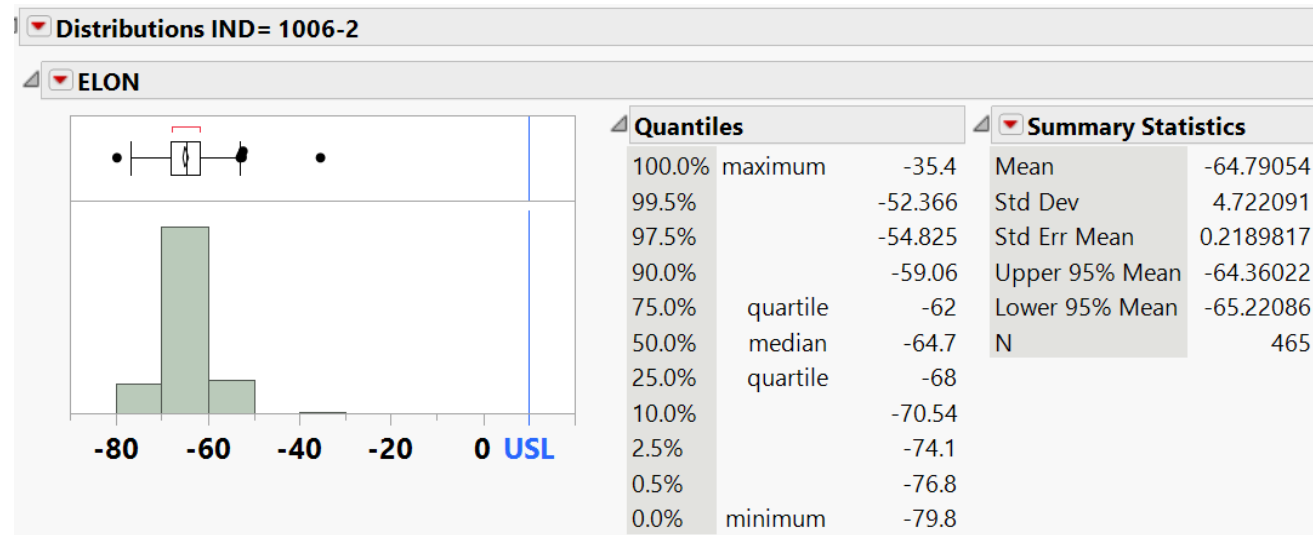 Distributions IND= 1006-2
ELON
-80 -60 -40 -20 0 USL
Quantiles
100.0% maximum -35.4
99.5% -52.366
97.5% -54.825
90.0% -59.06
75.0% quartile -62
50.0% median -64.7
25.0% quartile -68
10.0% -70.54
2.5% -74.1
0.5% -76.8
0.0% minimum -79.8
Summary Statistics
Mean -64.79054
Std Dev 4.722091
Std Err Mean 0.2189817
Upper 95% Mean -64.36022
Lower 95% Mean -65.22086
N 465